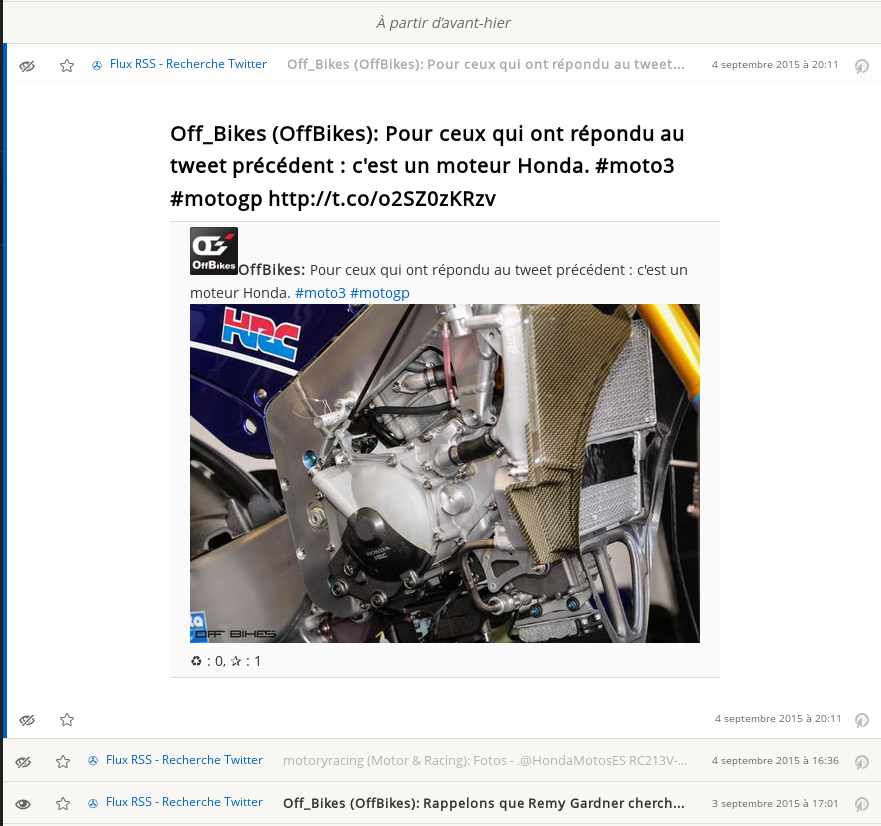 À partir d'avant-hier
Flux RSS - Recherche Twitter Off_Bikes (OffBikes): Pour ceux qui ont répondu au tweet... 4 septembre 2015 à 20:11
Off_Bikes (OffBikes): Pour ceux qui ont répondu au
tweet précédent : c'est un moteur Honda. #moto3
#motogp http://t.co/o2SZ0zKRzv
OffBikes
OffBikes: Pour ceux qui ont répondu au tweet précédent : c'est un
moteur Honda. #moto3 #motogp
HRC
HONDA
HRC
OFF BIKES
♻ : 0, ✰ : 1
4 septembre 2015 à 20:11
Flux RSS - Recherche Twitter motoryracing (Motor & Racing): Fotos - .@HondaMotosES RC213V-... 4 septembre 2015 à 16:36
Flux RSS - Recherche Twitter Off_Bikes (OffBikes): Rappelons que Remy Gardner cherch... 3 septembre 2015 à 17:01